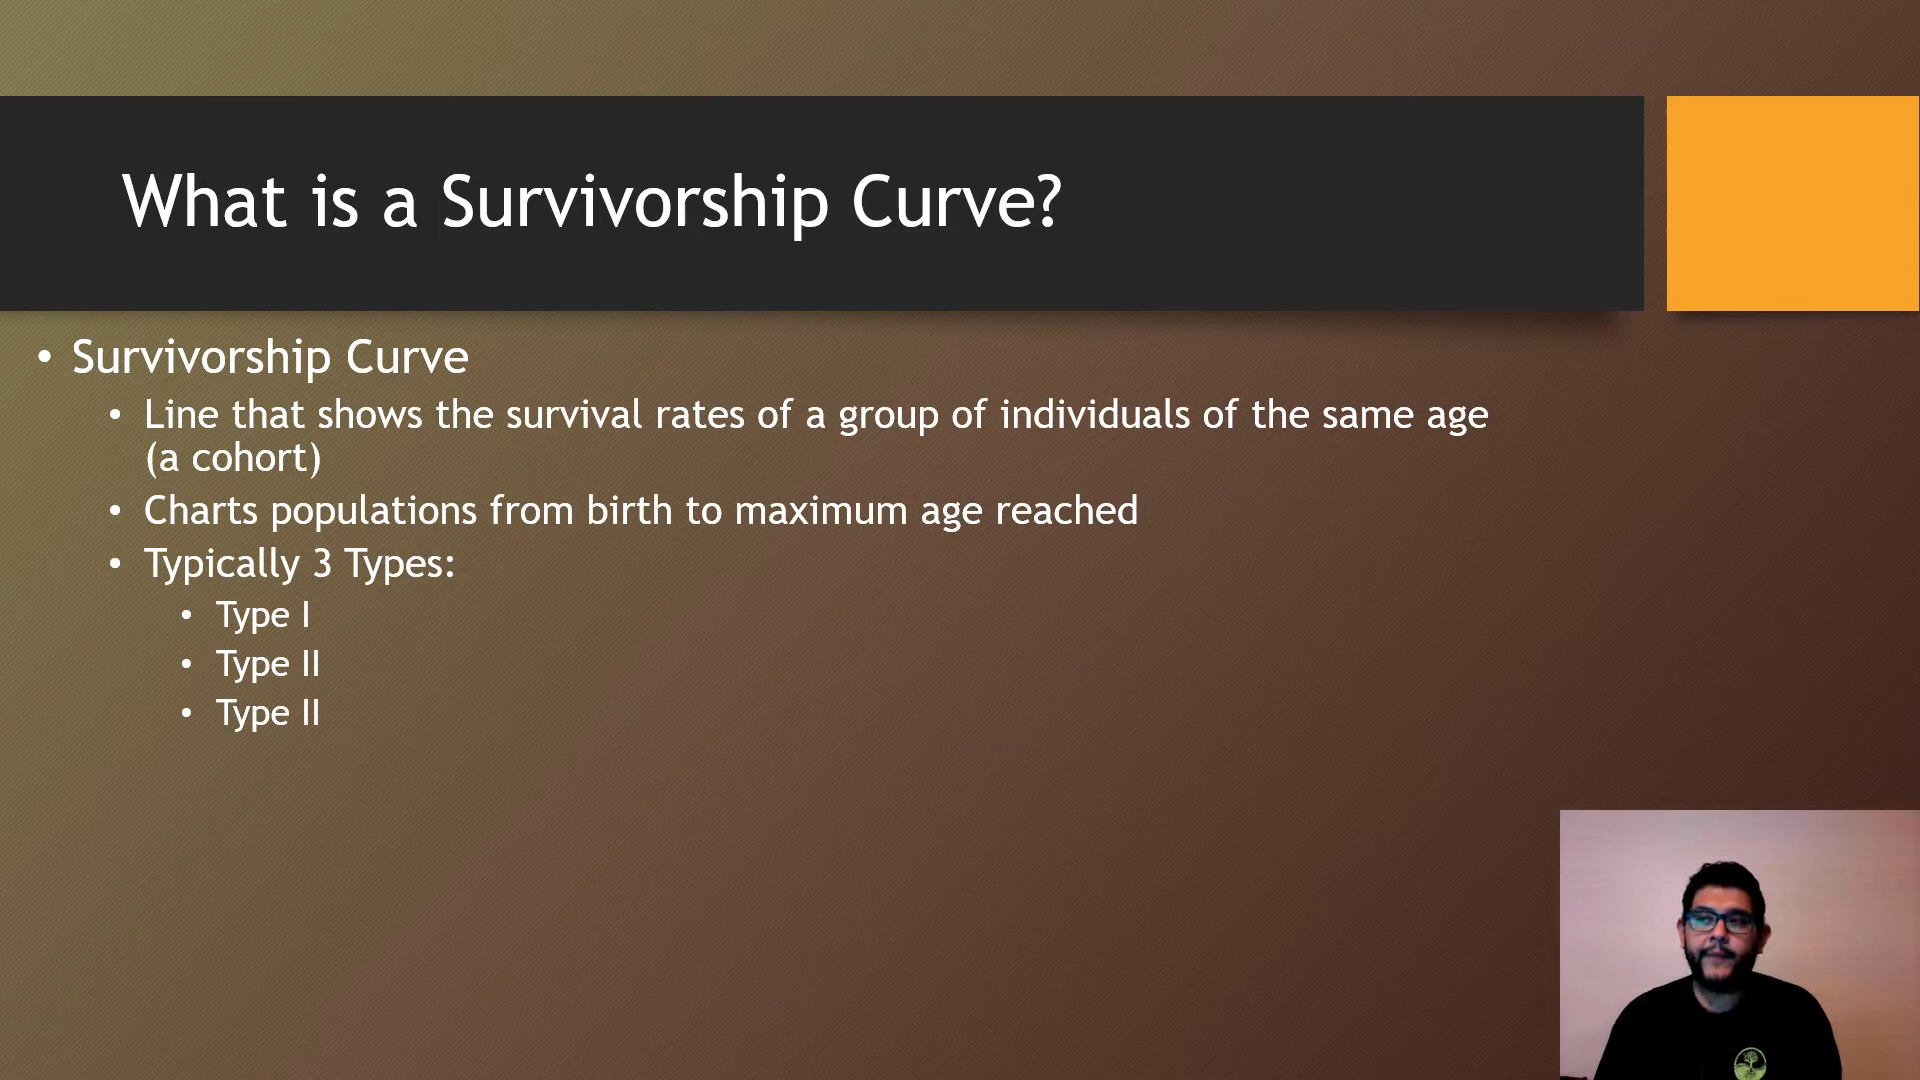 What is a Survivorship Curve?
• Survivorship Curve
• Line that shows the survival rates of a group of individuals of the same age
(a cohort)
• Charts populations from birth to maximum age reached
• Typically 3 Types:
• Type I
• Type II
• Type II